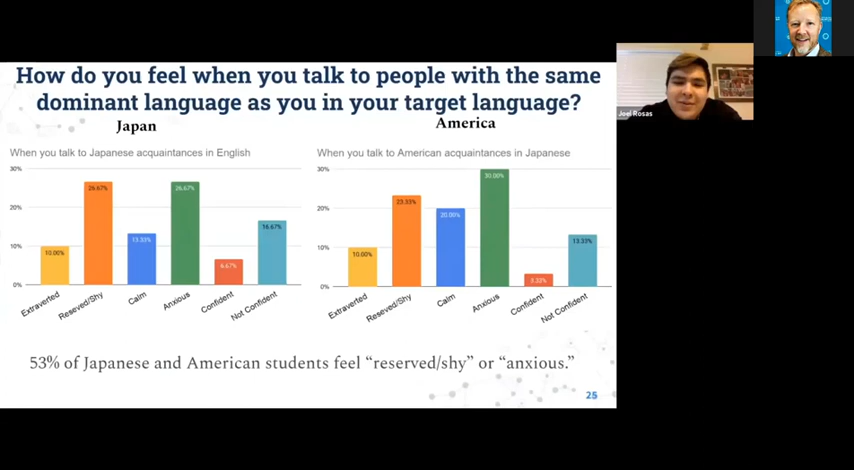 How do you feel when you talk to people with the same
dominant language as you in your target language?
Japan
America
When you talk to Japanese acquaintances in English
30%
20%
10%
0%
10.00%
26.67%
13.33%
26.67%
6.67%
16.67%
Extraverted
Reseved/Shy
Calm
Anxious
Confident
Not Confident
When you talk to American acquaintances in Japanese
30%
20%
10%
0%
10.00%
23.33%
20.00%
30.00%
3.33%
13.33%
Extraverted
Reseved/Shy
Calm
Anxious
Confident
Not Confident
53% of Japanese and American students feel “reserved/shy” or “anxious.”
25
Joel Rosas